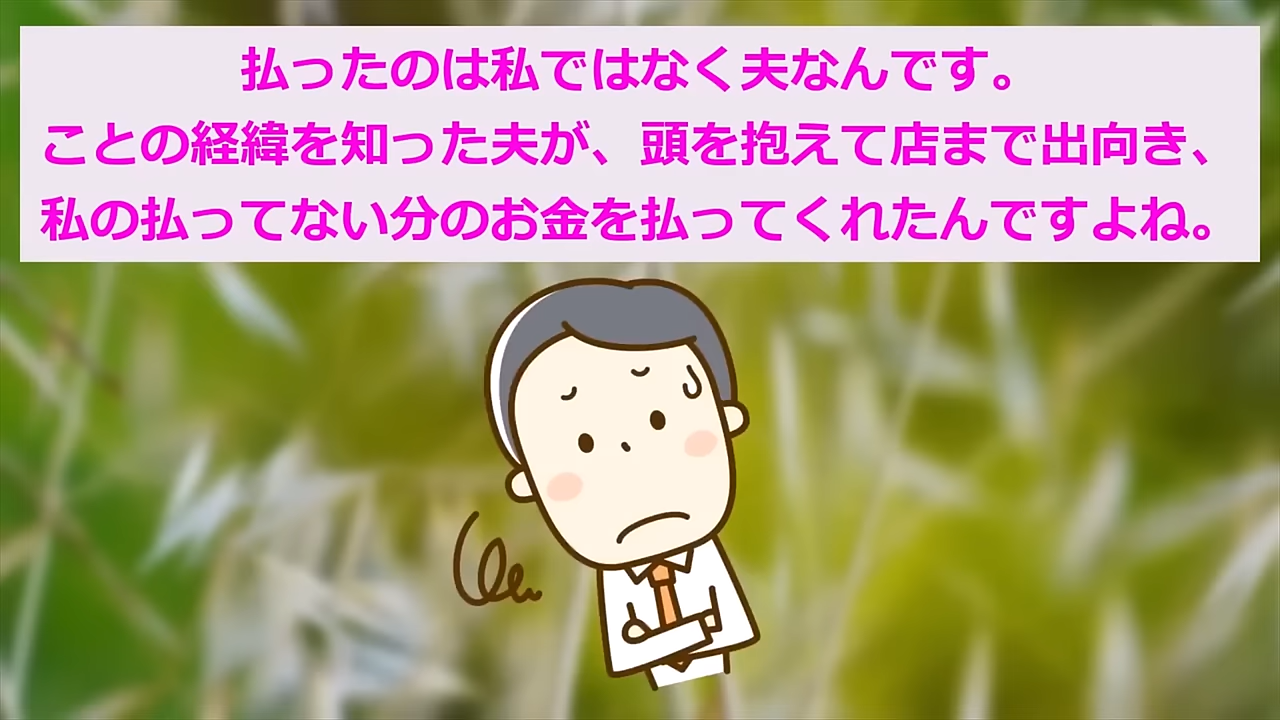 払ったのは私ではなく夫なんです。
ことの経緯を知った夫が、頭を抱えて店まで出向き、
私の払ってない分のお金を払ってくれたんですよね。